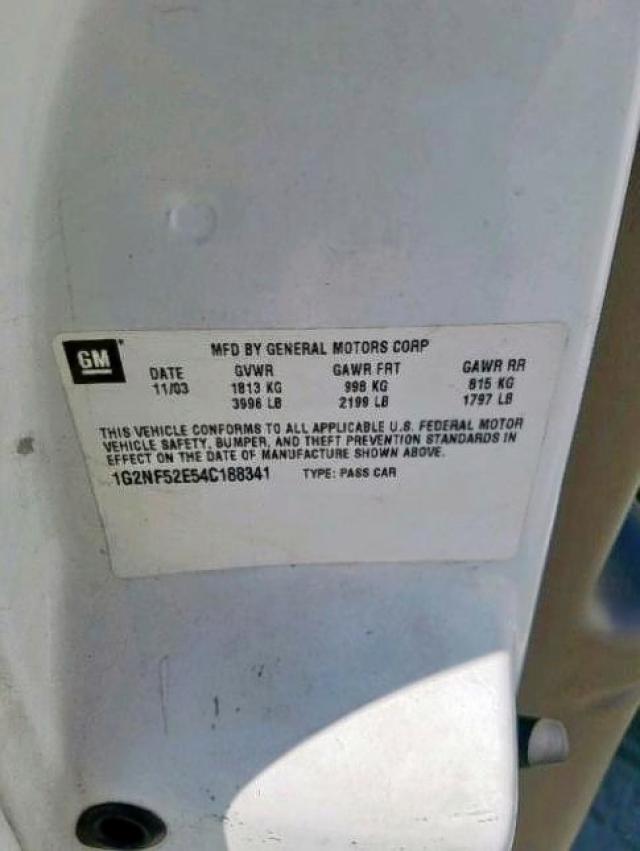 GM
MFD BY GENERAL MOTORS CORP
DATE GVWR GAWR FRT GAWR RR
11/03 1813 KG 998 KG 815 KG
3996 LB 2199 LB 1797 LB
THIS VEHICLE CONFORMS TO ALL APPLICABLE U.S. FEDERAL MOTOR
VEHICLE SAFETY, BUMPER, AND THEFT PREVENTION STANDARDS IN
EFFECT ON THE DATE OF MANUFACTURE SHOWN ABOVE.
1G2NF52E54C188341 TYPE: PASS CAR